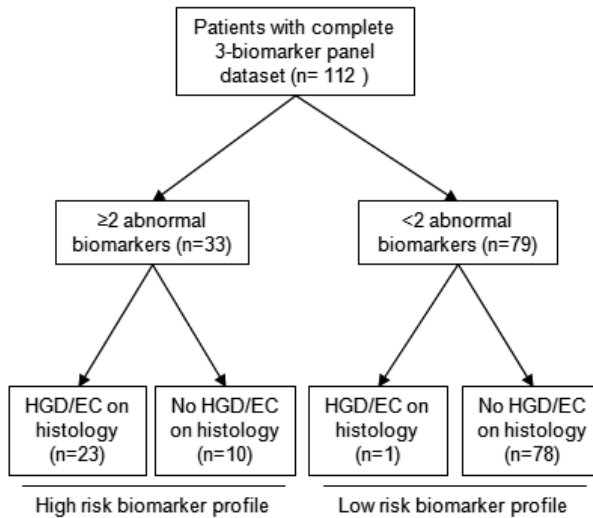 Patients with complete
3-biomarker panel
dataset (n= 112 )
≥2 abnormal
biomarkers (n=33)
<2 abnormal
biomarkers (n=79)
HGD/EC on
histology
(n=23)
No HGD/EC
on histology
(n=10)
HGD/EC on
histology
(n=1)
No HGD/EC
on histology
(n=78)
High risk biomarker profile
Low risk biomarker profile